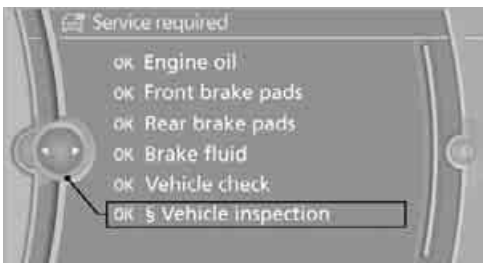 Service required
OK Engine oil
OK Front brake pads
OK Rear brake pads
OK Brake fluid
OK Vehicle check
OK § Vehicle inspection